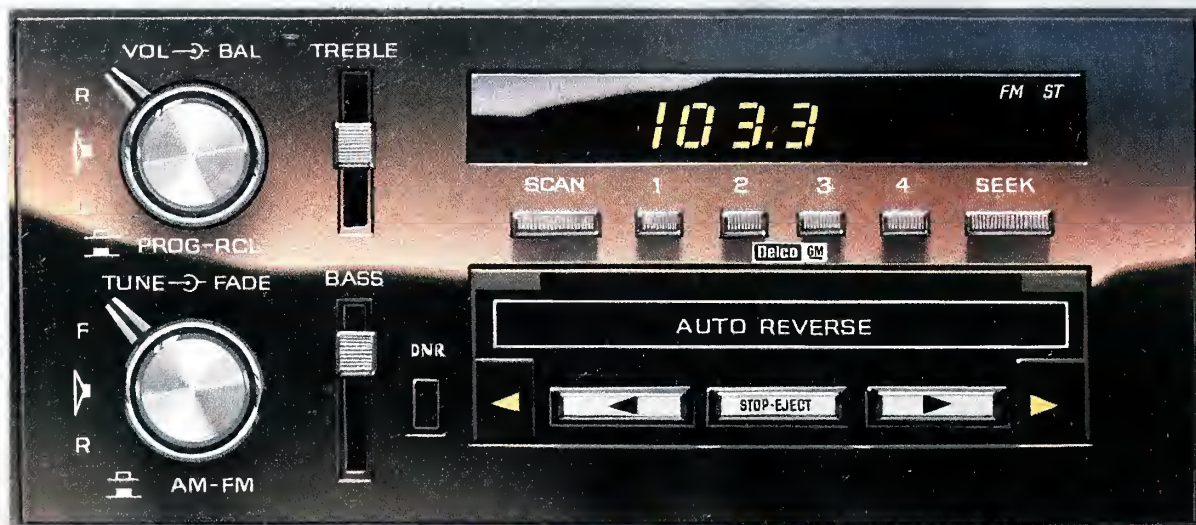 VOL BAL
TREBLE
R
PROG-RCL
TUNE FADE
BASS
F
R
AM-FM
DNR
FM ST
103.3
SCAN 1 2 3 4 SEEK
Delco GM
AUTO REVERSE
STOP-EJECT